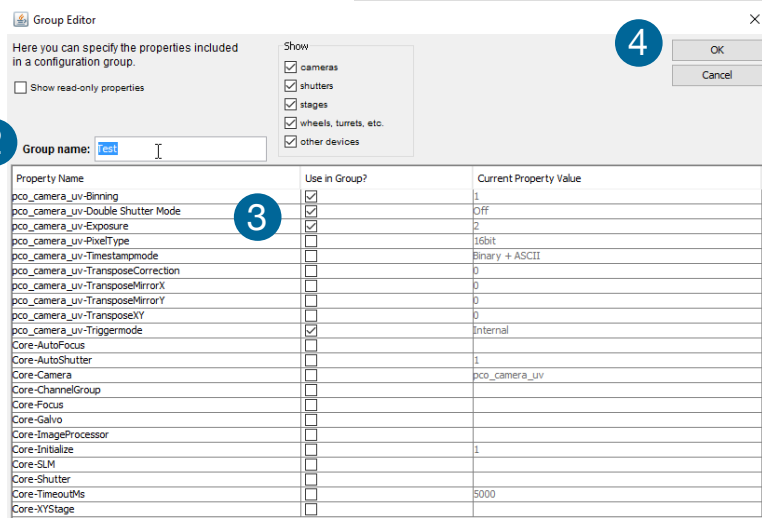 Group Editor
4
Here you can specify the properties included
in a configuration group.
Show read-only properties
Show
cameras
shutters
stages
wheels, turrets, etc.
other devices
OK
Cancel
Group name: Test
Property Name Use in Group? Current Property Value
pco_camera_uv-Binning 1
pco_camera_uv-Double Shutter Mode Off
3
pco_camera_uv-Exposure 2
pco_camera_uv-PixelType 16bit
pco_camera_uv-Timestampmode Binary + ASCII
pco_camera_uv-TransposeCorrection 0
pco_camera_uv-TransposeMirrorX 0
pco_camera_uv-TransposeMirrorY 0
pco_camera_uv-TransposeXY 0
pco_camera_uv-Triggermode Internal
Core-AutoFocus
Core-AutoShutter 1
Core-Camera pco_camera_uv
Core-ChannelGroup
Core-Focus
Core-Galvo
Core-ImageProcessor
Core-Initialize 1
Core-SLM
Core-Shutter
Core-TimeoutMs 5000
Core-XYStage